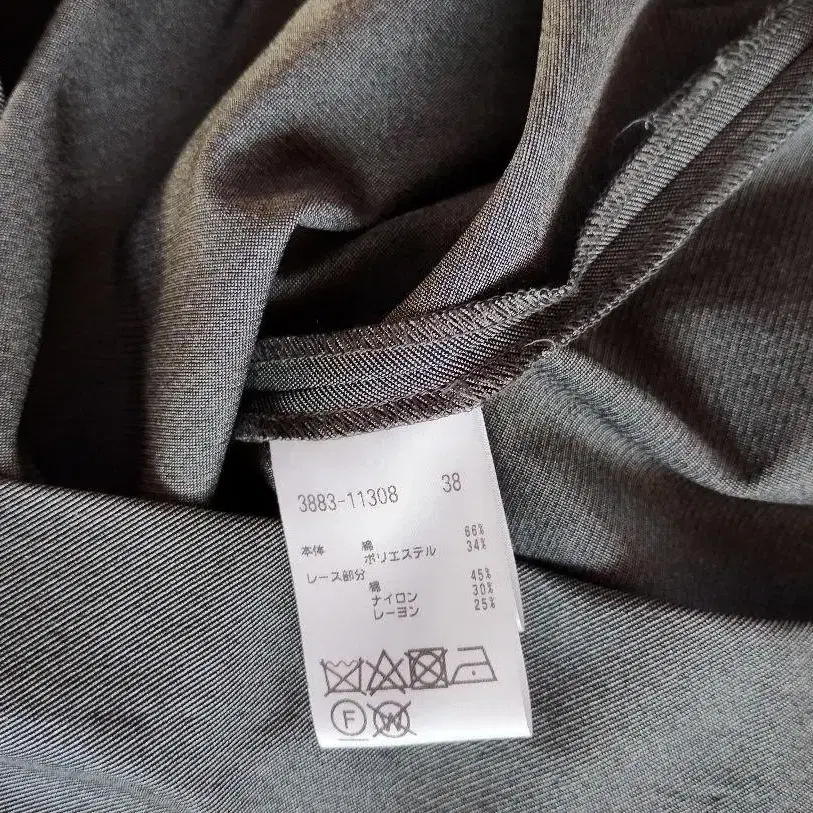 3883-11308 38
66%
本体 綿 34%
ポリエステル
レース部分 45%
綿 30%
ナイロン 25%
レーヨン
F W